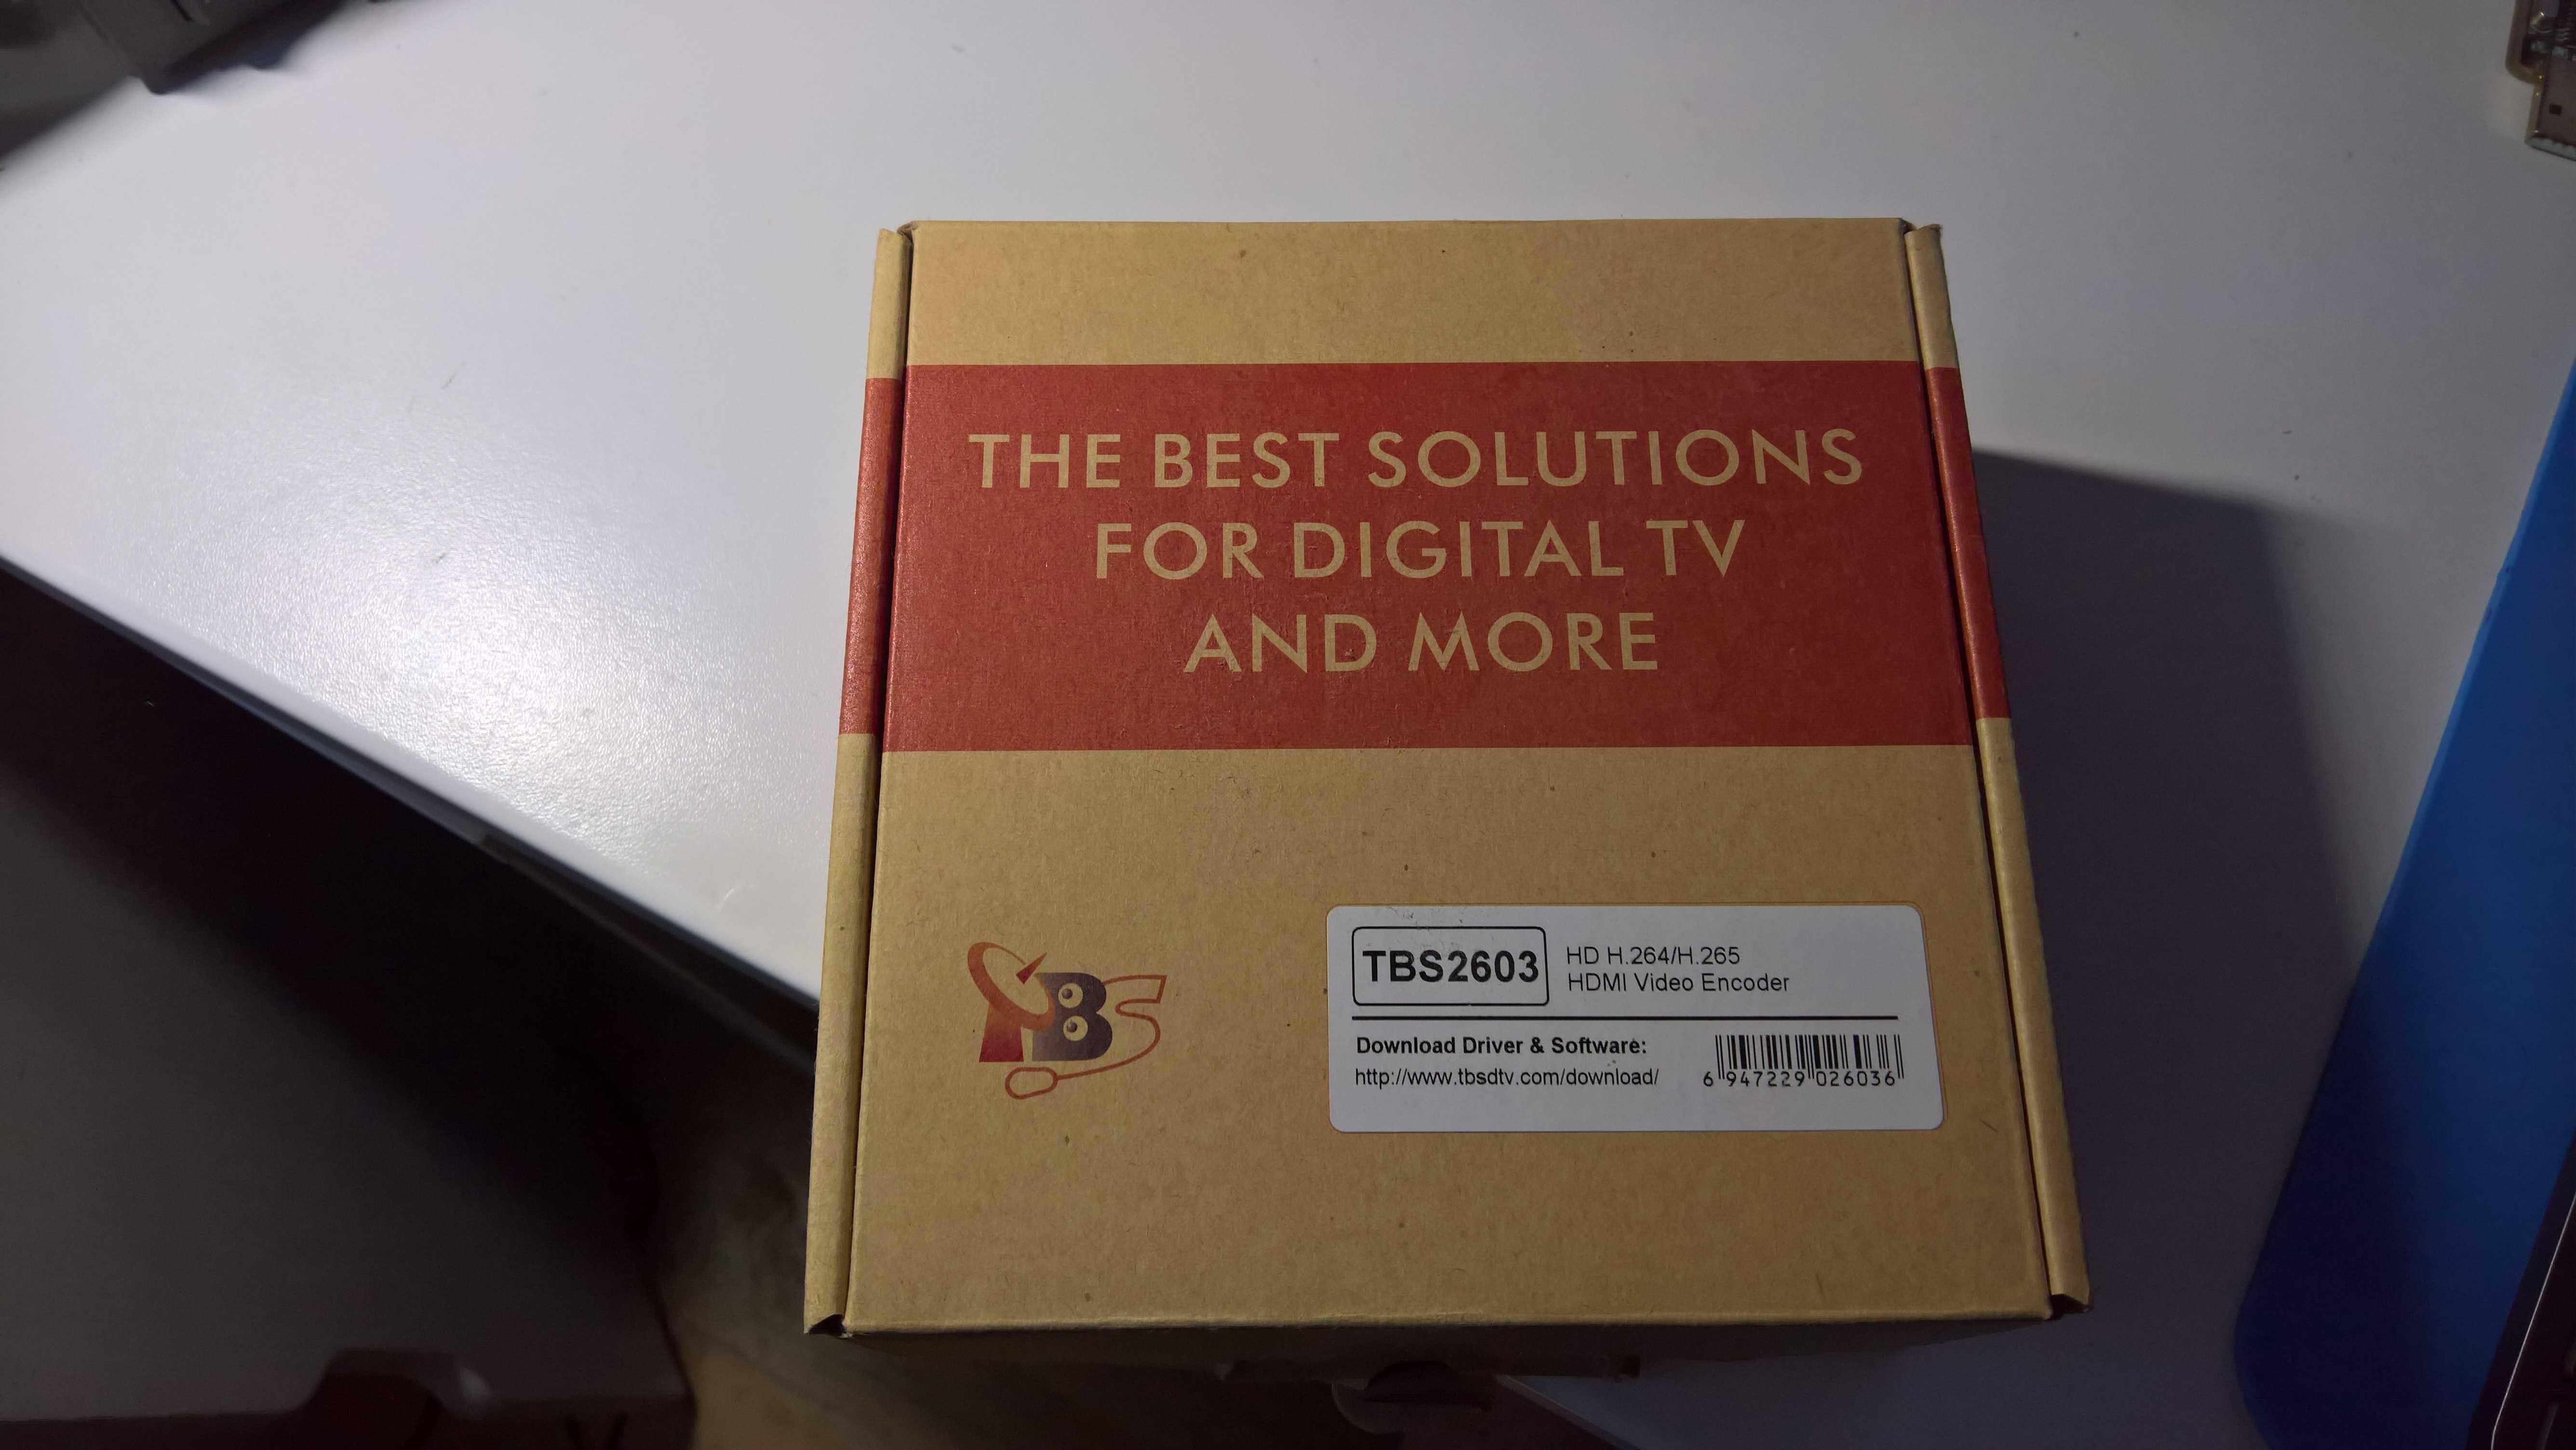 THE BEST SOLUTIONS
FOR DIGITAL TV
AND MORE
TBS
TBS2603
HD H.264/H.265
HDMI Video Encoder
Download Driver & Software:
http://www.tbsdtv.com/download/
6 947229 026036